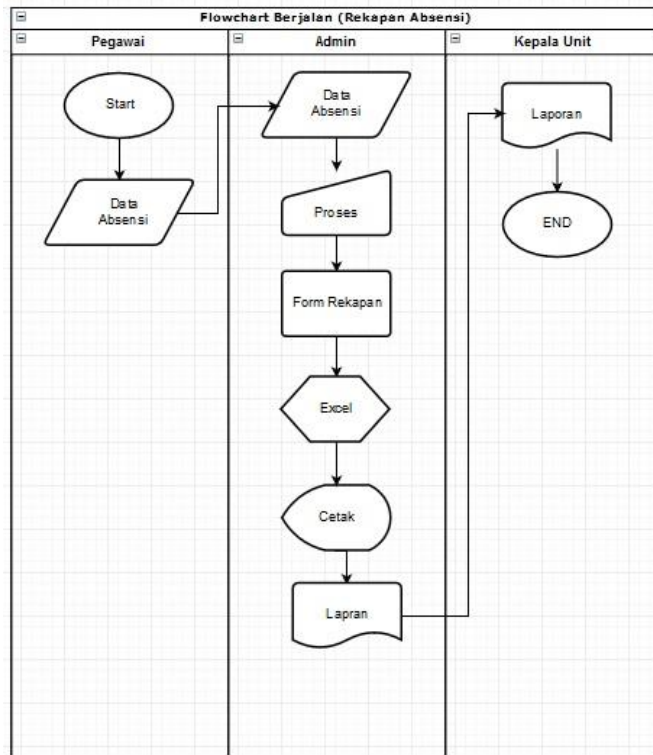 Flowchart Berjalan (Rekapan Absensi)
Pegawai
Admin
Kepala Unit
Start
Data
Absensi
Data
Absensi
Proses
Form Rekapan
Excel
Cetak
Lapran
Laporan
END